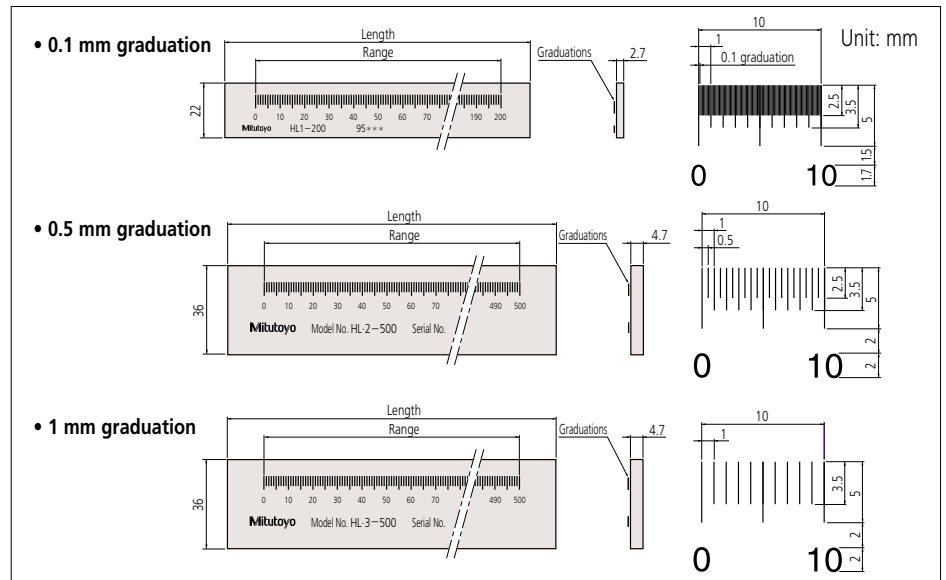 Unit: mm
• 0.1 mm graduation
Length
Range
Graduations
2.7
22
0 10 20 30 40 50 60 70 190 200
Mitutoyo HL1−200 95∗∗∗
10
1
0.1 graduation
2.5
3.5
5
1.5
1.7
0 10
• 0.5 mm graduation
Length
Range
Graduations
4.7
36
0 10 20 30 40 50 60 70 490 500
Mitutoyo Model No. HL-2−500 Serial No.
10
1
0.5
2.5
3.5
5
2
2
0 10
• 1 mm graduation
Length
Range
Graduations
4.7
36
0 10 20 30 40 50 60 70 490 500
Mitutoyo Model No. HL-3−500 Serial No.
10
1
3.5
5
2
2
0 10